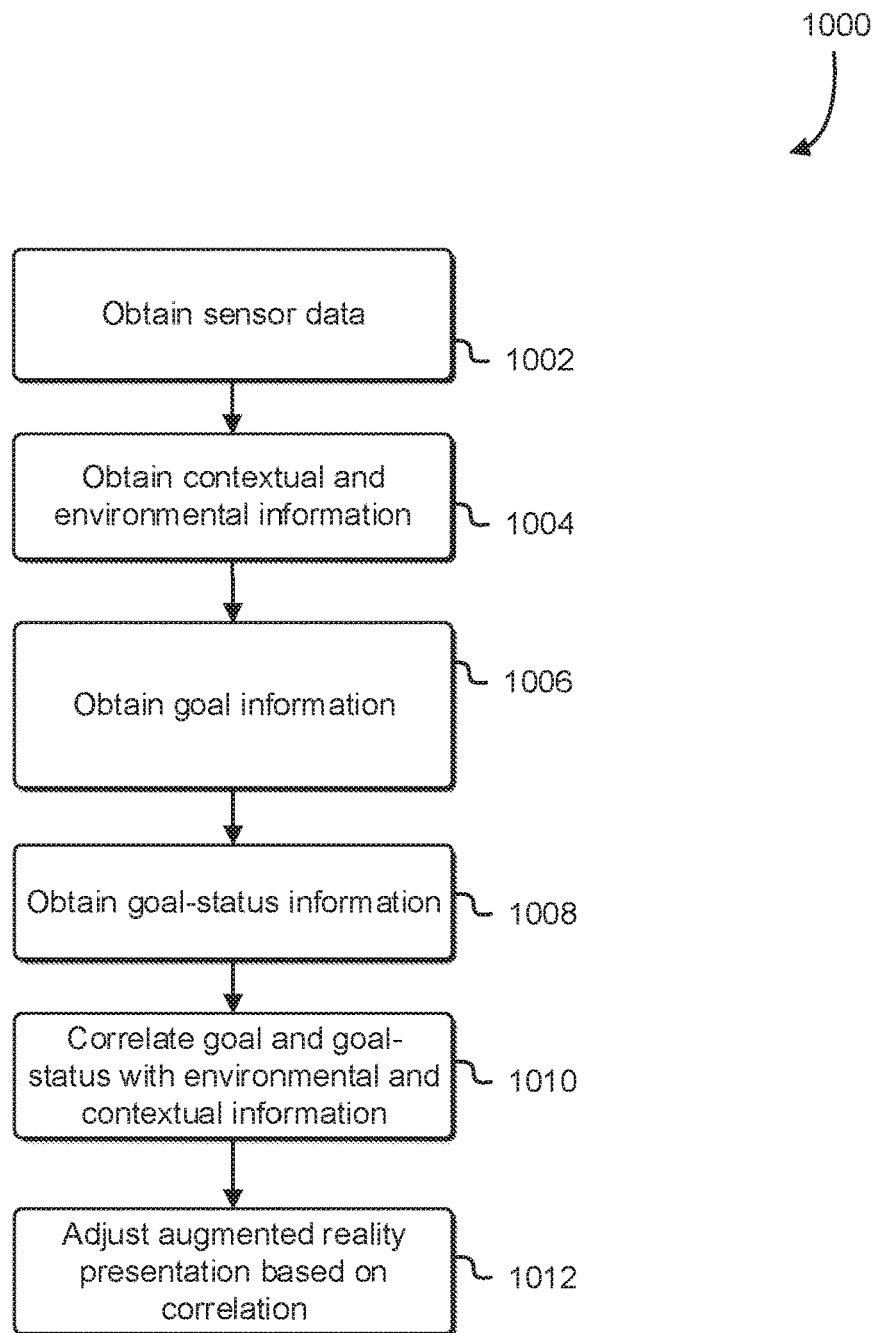 1000
Obtain sensor data
1002
Obtain contextual and
environmental information
1004
Obtain goal information
1006
Obtain goal-status information
1008
Correlate goal and goal-
status with environmental and
contextual information
1010
Adjust augmented reality
presentation based on
correlation
1012